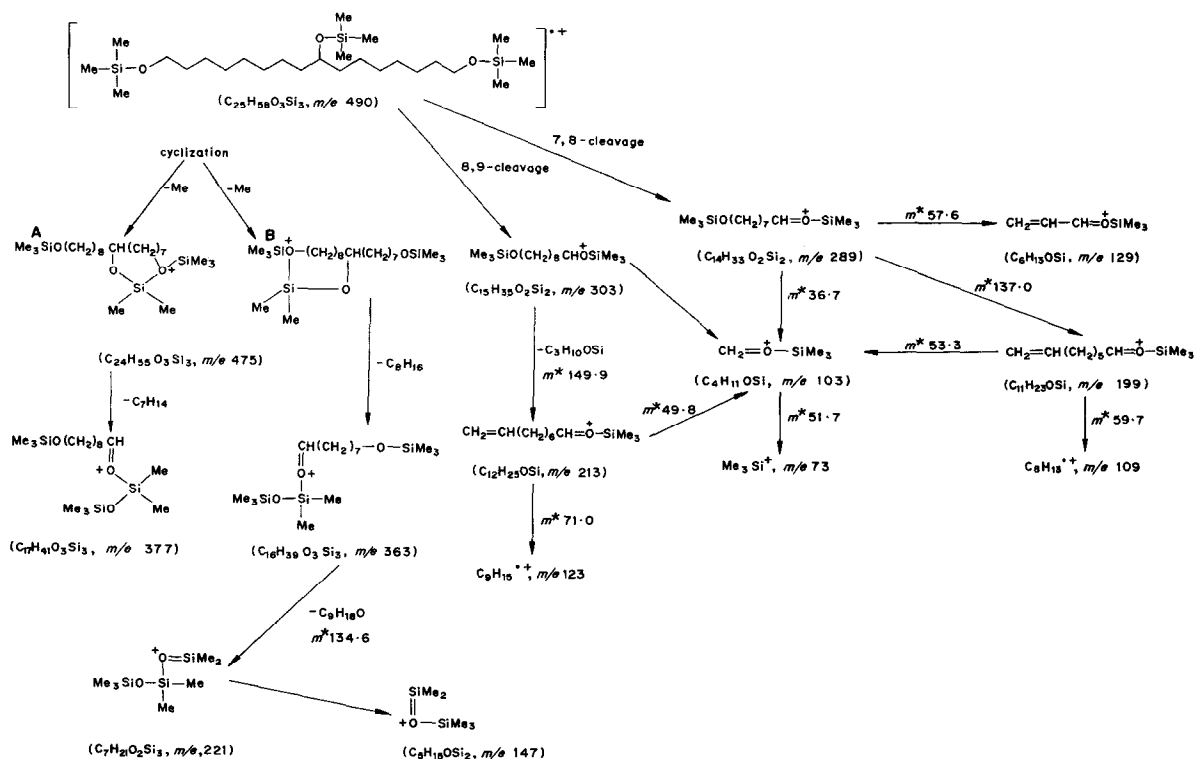 Me Me
Me—Si—O
Me
O—Si—Me
Me
Me
O—Si—Me
Me
•+
(C25H58O3Si3, m/e 490)
cyclization
–Me
–Me
8,9–cleavage
7,8–cleavage
A
Me3SiO(CH2)8CH(CH2)7
O
O+
SiMe3
Si
Me Me
(C24H55O3Si3, m/e 475)
B
Me3SiO+
(CH2)8CH(CH2)7OSiMe3
Si
O
Me Me
Me3SiO(CH2)8CH=O+SiMe3
(C15H35O2Si2, m/e 303)
Me3SiO(CH2)7CH=O+—SiMe3
(C14H33O2Si2, m/e 289)
m* 57·6
CH2=CH—CH=O+SiMe3
(C6H13OSi, m/e 129)
m* 36·7
m* 137·0
–C7H14
–C8H16
–C3H10OSi
m* 149·9
CH2=O+—SiMe3
(C4H11OSi, m/e 103)
m* 53·3
CH2=CH(CH2)5CH=O+—SiMe3
(C11H23OSi, m/e 199)
Me3SiO(CH2)8CH
+O
Si
Me
Me
Me3SiO
(C17H41O3Si3, m/e 377)
CH(CH2)7—O—SiMe3
O+
Me3SiO—Si—Me
Me
(C16H39O3Si3, m/e 363)
CH2=CH(CH2)6CH=O+—SiMe3
(C12H25OSi, m/e 213)
m* 49·8
m* 51·7
Me3Si+, m/e 73
m* 59·7
C8H13•+, m/e 109
m* 71·0
C9H15•+, m/e 123
–C9H18O
m* 134·6
+O=SiMe2
Me3SiO—Si—Me
Me
(C7H21O2Si3, m/e, 221)
SiMe2
+O—SiMe3
(C5H15OSi2, m/e 147)